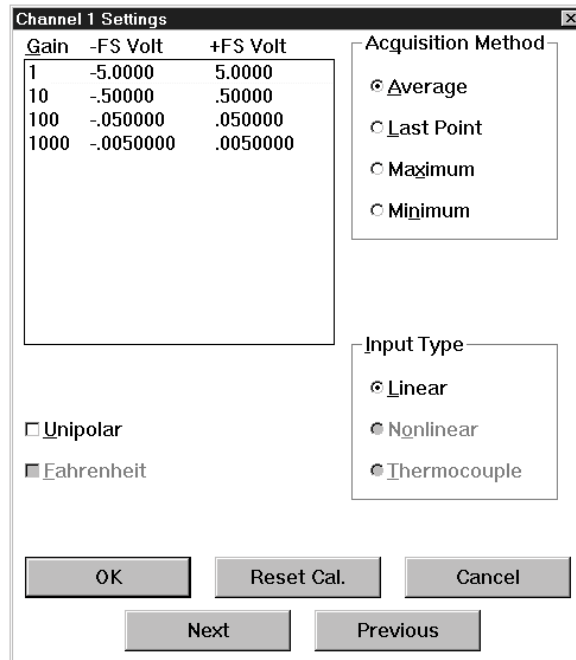 Channel 1 Settings
Gain -FS Volt +FS Volt
1 -5.0000 5.0000
10 -.50000 .50000
100 -.050000 .050000
1000 -.0050000 .0050000
Acquisition Method
Average
Last Point
Maximum
Minimum
Input Type
Linear
Nonlinear
Thermocouple
Unipolar
Fahrenheit
OK Reset Cal. Cancel
Next Previous